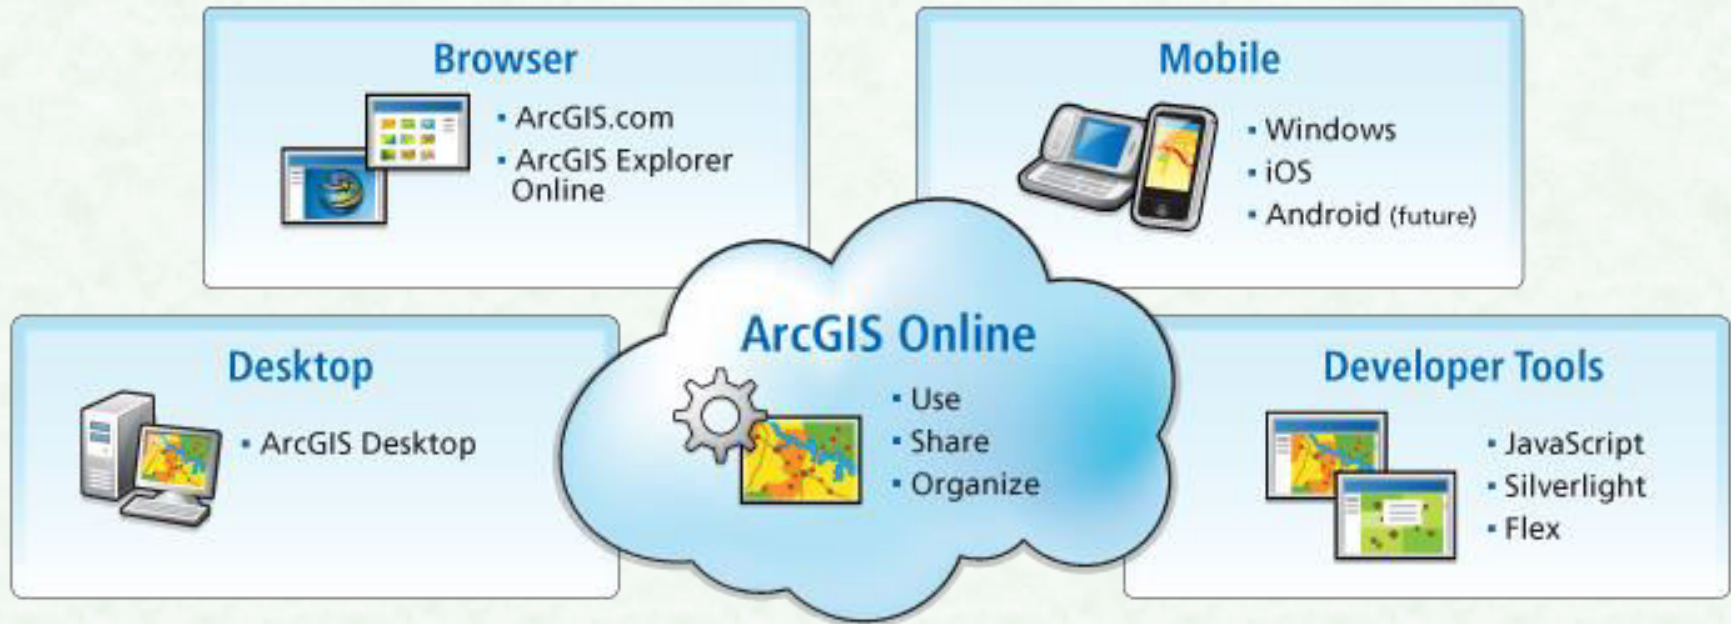 Browser
▪ ArcGIS.com
▪ ArcGIS Explorer
Online
Mobile
▪ Windows
▪ iOS
▪ Android (future)
Desktop
▪ ArcGIS Desktop
ArcGIS Online
▪ Use
▪ Share
▪ Organize
Developer Tools
▪ JavaScript
▪ Silverlight
▪ Flex